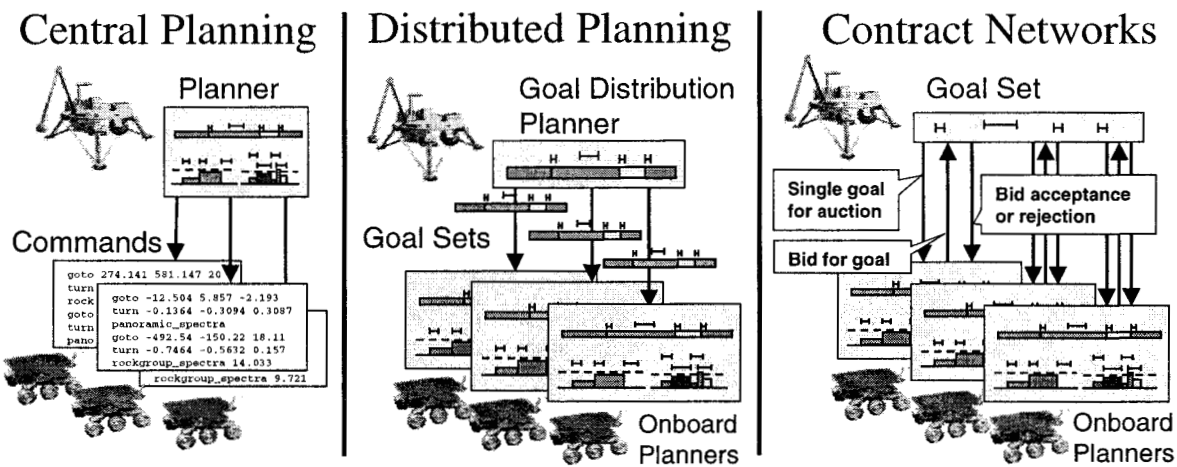 Central Planning
Planner
Commands
goto 274.141 581.147 20
turn
rock
goto
turn
pano
goto -12.504 5.857 -2.193
turn -0.1364 -0.3094 0.3087
panoramic_spectra
goto -492.54 -150.22 18.11
turn -0.7464 -0.5632 0.157
rockgroup_spectra 14.033
rockgroup_spectra 9.721
Distributed Planning
Goal Distribution
Planner
Goal Sets
Onboard
Planners
Contract Networks
Goal Set
Single goal
for auction
Bid acceptance
or rejection
Bid for goal
Onboard
Planners